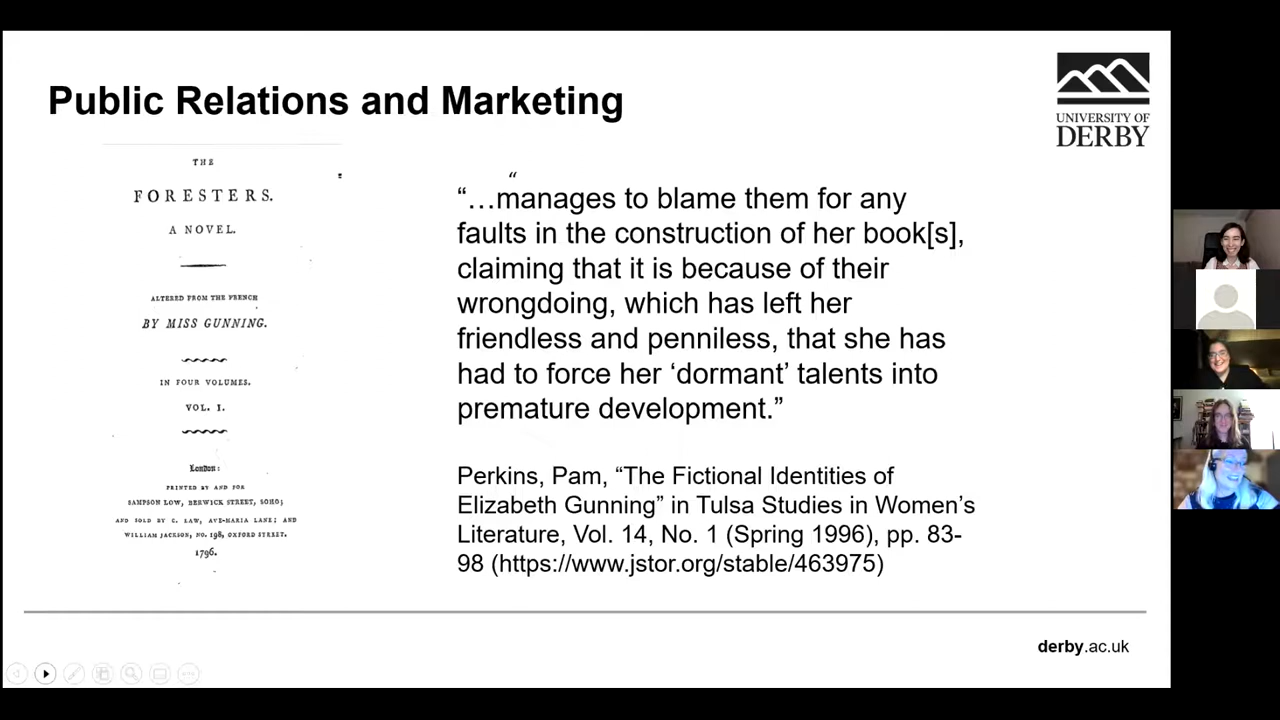 Public Relations and Marketing
UNIVERSITY OF
DERBY
THE
FORESTERS.
A NOVEL.
ALTERED FROM THE FRENCH
BY MISS GUNNING.
IN FOUR VOLUMES.
VOL. I.
London:
PRINTED BY AND FOR
SAMPSON LOW, BERWICK STREET, SOHO;
AND SOLD BY C. LAW, AVE-MARIA LANE; AND
WILLIAM JACKSON, NO. 198, OXFORD STREET.
1796.
“
“…manages to blame them for any
faults in the construction of her book[s],
claiming that it is because of their
wrongdoing, which has left her
friendless and penniless, that she has
had to force her ‘dormant’ talents into
premature development.”
Perkins, Pam, “The Fictional Identities of
Elizabeth Gunning” in Tulsa Studies in Women’s
Literature, Vol. 14, No. 1 (Spring 1996), pp. 83-
98 (https://www.jstor.org/stable/463975)
derby.ac.uk